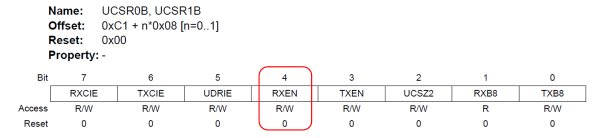 Name: UCSR0B, UCSR1B
Offset: 0xC1 + n*0x08 [n=0..1]
Reset: 0x00
Property: -
Bit 7 6 5 4 3 2 1 0
RXCIE TXCIE UDRIE RXEN TXEN UCSZ2 RXB8 TXB8
Access R/W R/W R/W R/W R/W R/W R R/W
Reset 0 0 0 0 0 0 0 0